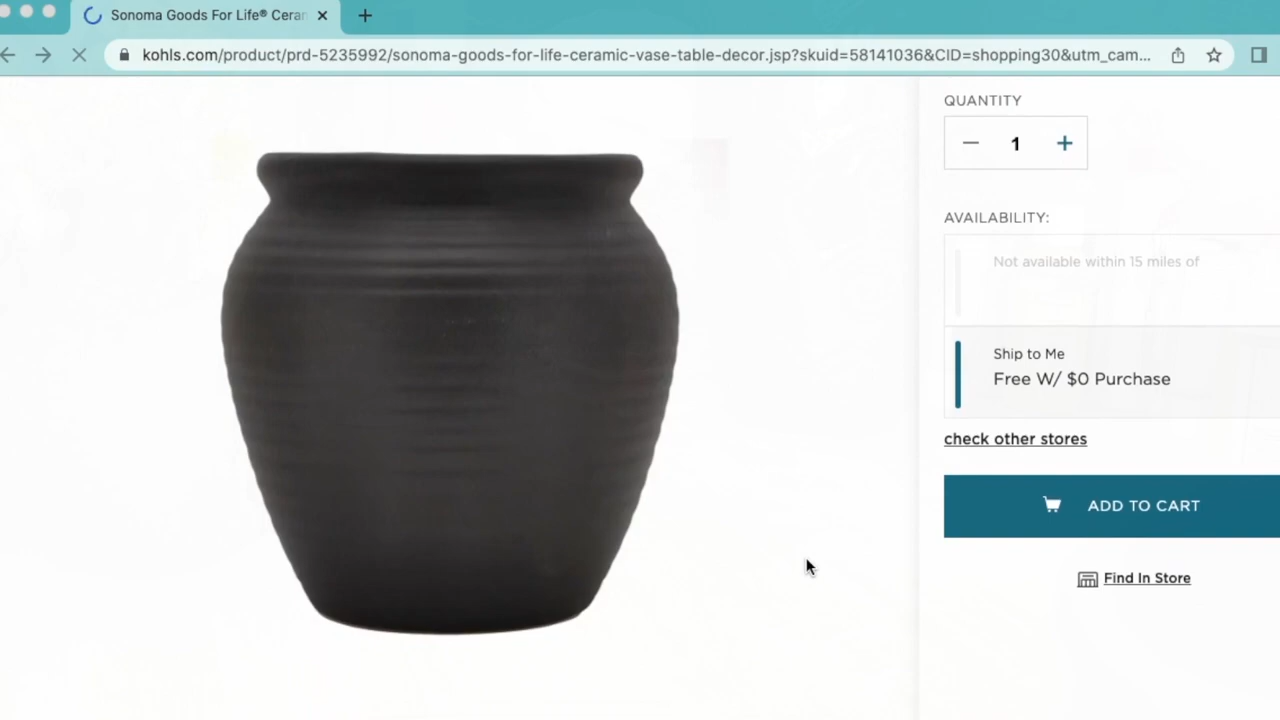 Sonoma Goods For Life® Cerar
kohls.com/product/prd-5235992/sonoma-goods-for-life-ceramic-vase-table-decor.jsp?skuid=58141036&CID=shopping30&utm_cam...
QUANTITY
1
AVAILABILITY:
Not available within 15 miles of
Ship to Me
Free W/ $0 Purchase
check other stores
ADD TO CART
Find In Store